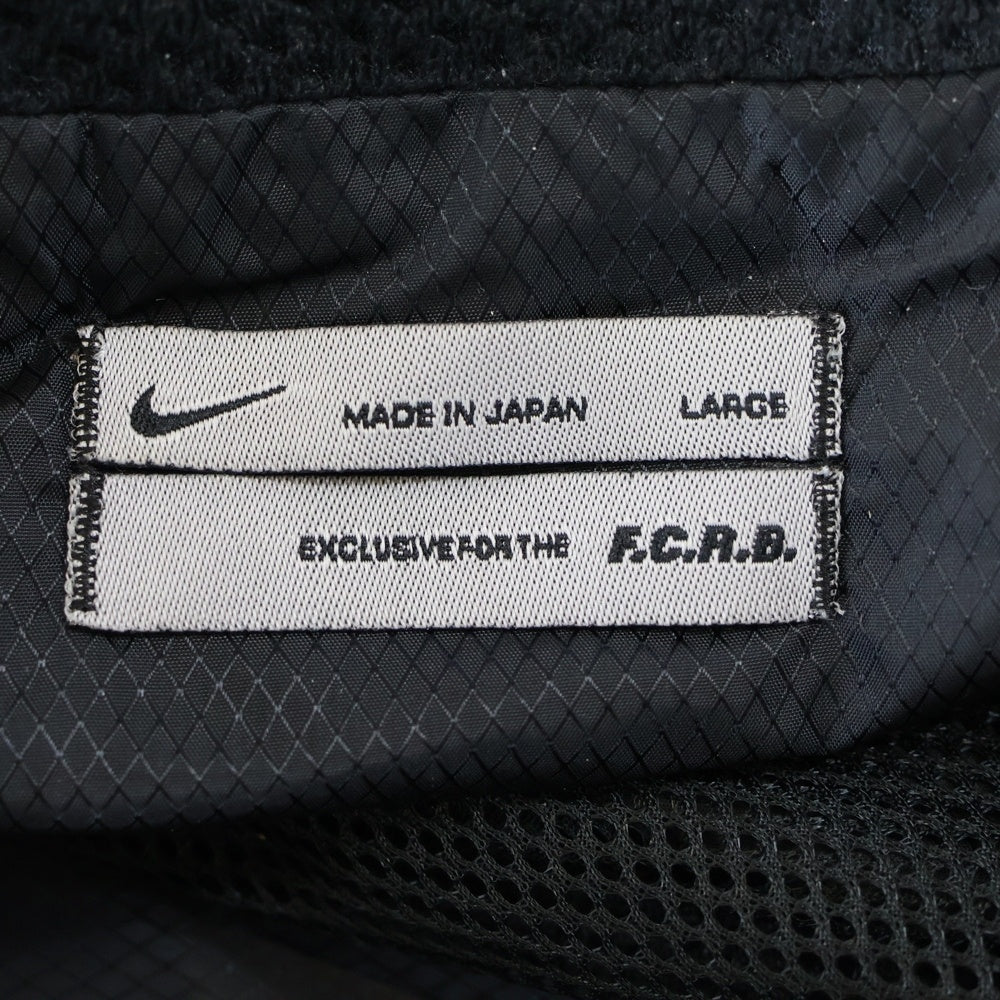 MADE IN JAPAN LARGE
EXCLUSIVE FOR THE F.C.R.B.